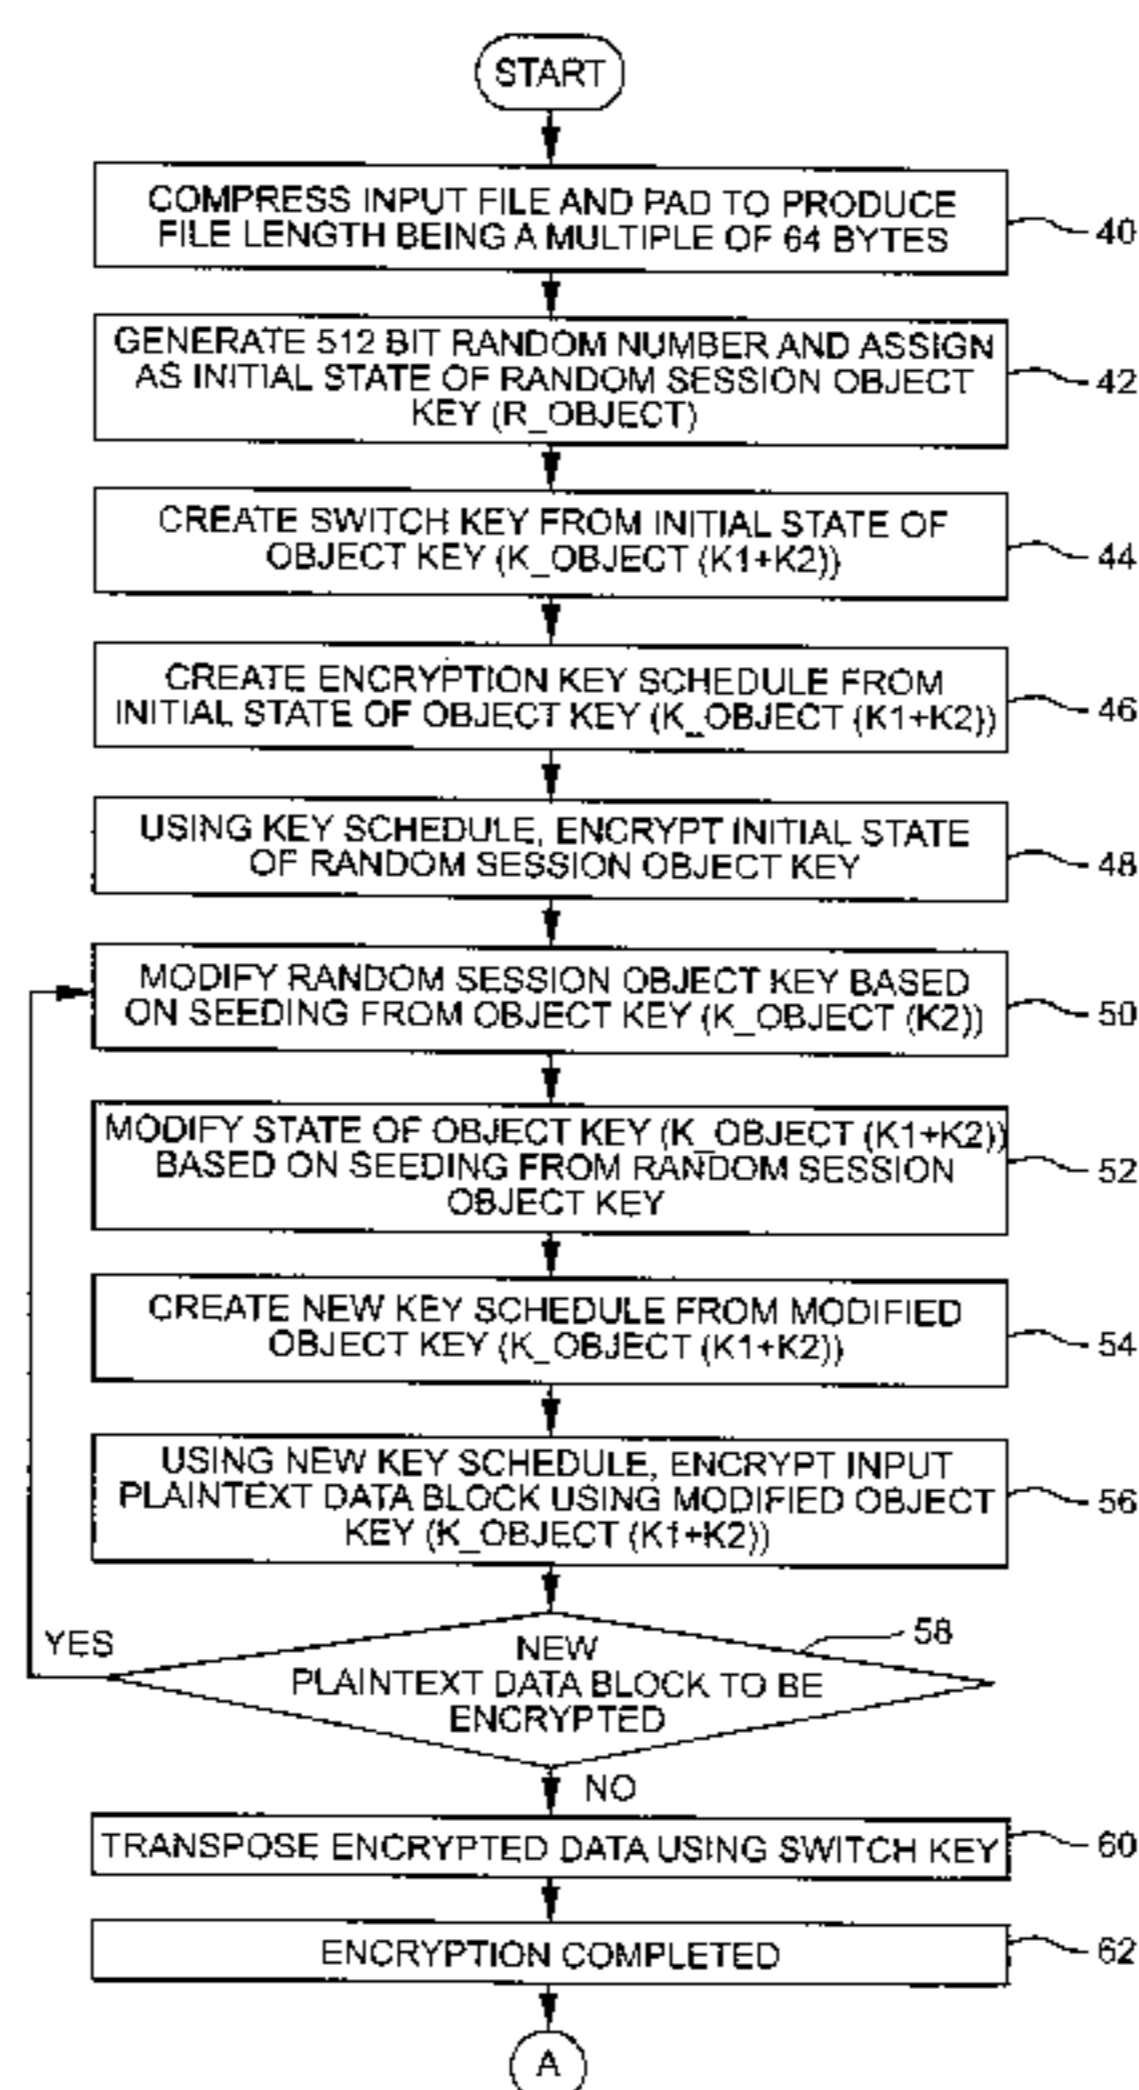 START
COMPRESS INPUT FILE AND PAD TO PRODUCE
FILE LENGTH BEING A MULTIPLE OF 64 BYTES
40
GENERATE 512 BIT RANDOM NUMBER AND ASSIGN
AS INITIAL STATE OF RANDOM SESSION OBJECT
KEY (R_OBJECT)
42
CREATE SWITCH KEY FROM INITIAL STATE OF
OBJECT KEY (K_OBJECT (K1+K2))
44
CREATE ENCRYPTION KEY SCHEDULE FROM
INITIAL STATE OF OBJECT KEY (K_OBJECT (K1+K2))
46
USING KEY SCHEDULE, ENCRYPT INITIAL STATE
OF RANDOM SESSION OBJECT KEY
48
MODIFY RANDOM SESSION OBJECT KEY BASED
ON SEEDING FROM OBJECT KEY (K_OBJECT (K2))
50
MODIFY STATE OF OBJECT KEY (K_OBJECT (K1+K2))
BASED ON SEEDING FROM RANDOM SESSION
OBJECT KEY
52
CREATE NEW KEY SCHEDULE FROM MODIFIED
OBJECT KEY (K_OBJECT (K1+K2))
54
USING NEW KEY SCHEDULE, ENCRYPT INPUT
PLAINTEXT DATA BLOCK USING MODIFIED OBJECT
KEY (K_OBJECT (K1+K2))
56
YES
NEW
PLAINTEXT DATA BLOCK TO BE
ENCRYPTED
58
NO
TRANSPOSE ENCRYPTED DATA USING SWITCH KEY
60
ENCRYPTION COMPLETED
62
A